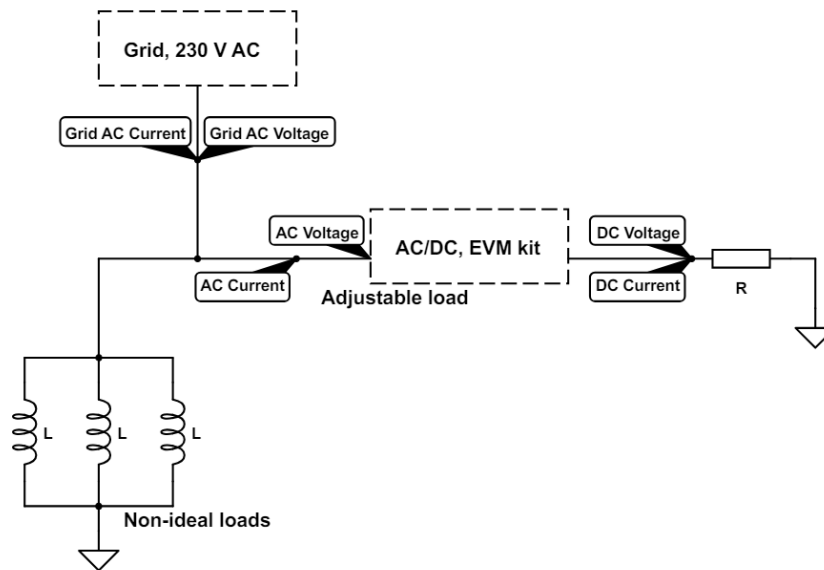 Grid, 230 V AC
Grid AC Current
Grid AC Voltage
AC Voltage
AC/DC, EVM kit
DC Voltage
AC Current
Adjustable load
DC Current
R
L
L
L
Non-ideal loads